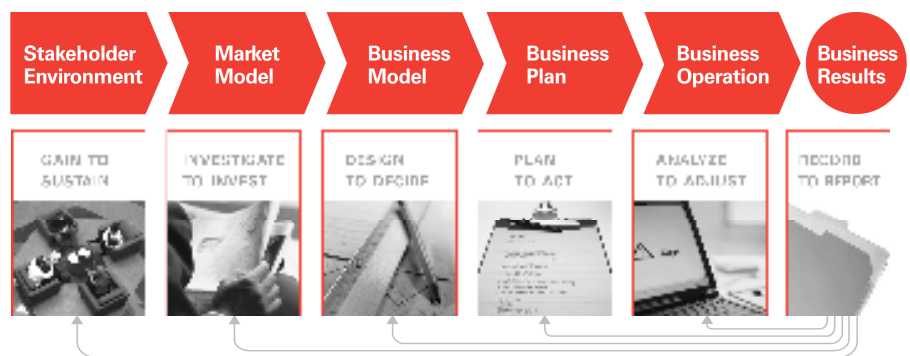 Stakeholder
Environment
Market
Model
Business
Model
Business
Plan
Business
Operation
Business
Results
GAIN TO
SUSTAIN
INVESTIGATE
TO INVEST
DESIGN
TO DECIDE
PLAN
TO ACT
ANALYZE
TO ADJUST
RECORD
TO REPORT